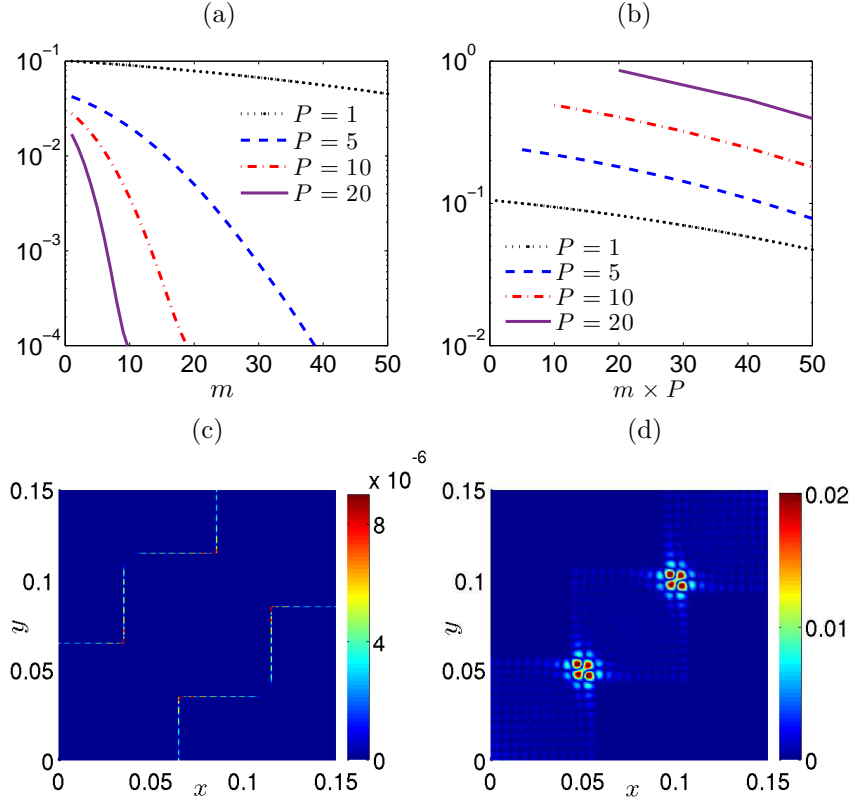 (a)
(b)
10^-1
10^-2
10^-3
10^-4
P = 1
P = 5
P = 10
P = 20
0 10 20 30 40 50
m
10^0
10^-1
10^-2
P = 1
P = 5
P = 10
P = 20
0 10 20 30 40 50
m × P
(c)
(d)
x 10^-6
0.15
0.1
0.05
0
y
0 0.05 0.1 0.15
x
8
4
0
0.15
0.1
0.05
0
y
0 0.05 0.1 0.15
x
0.02
0.01
0